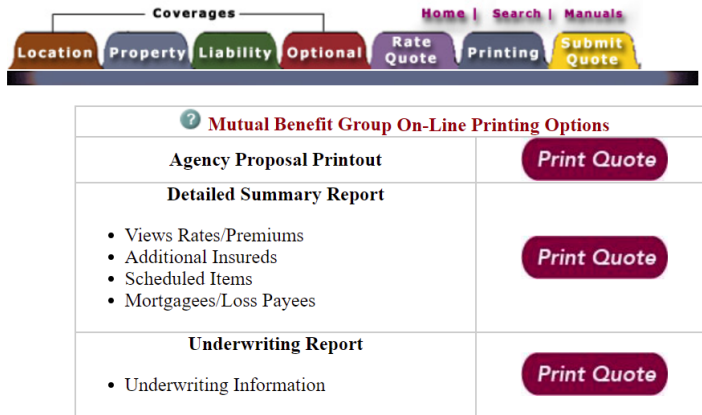 Coverages
Home | Search | Manuals
Location Property Liability Optional Rate Quote Printing Submit Quote
? Mutual Benefit Group On-Line Printing Options
Agency Proposal Printout Print Quote
Detailed Summary Report
• Views Rates/Premiums
• Additional Insureds
Print Quote
• Scheduled Items
• Mortgagees/Loss Payees
Underwriting Report
Print Quote
• Underwriting Information